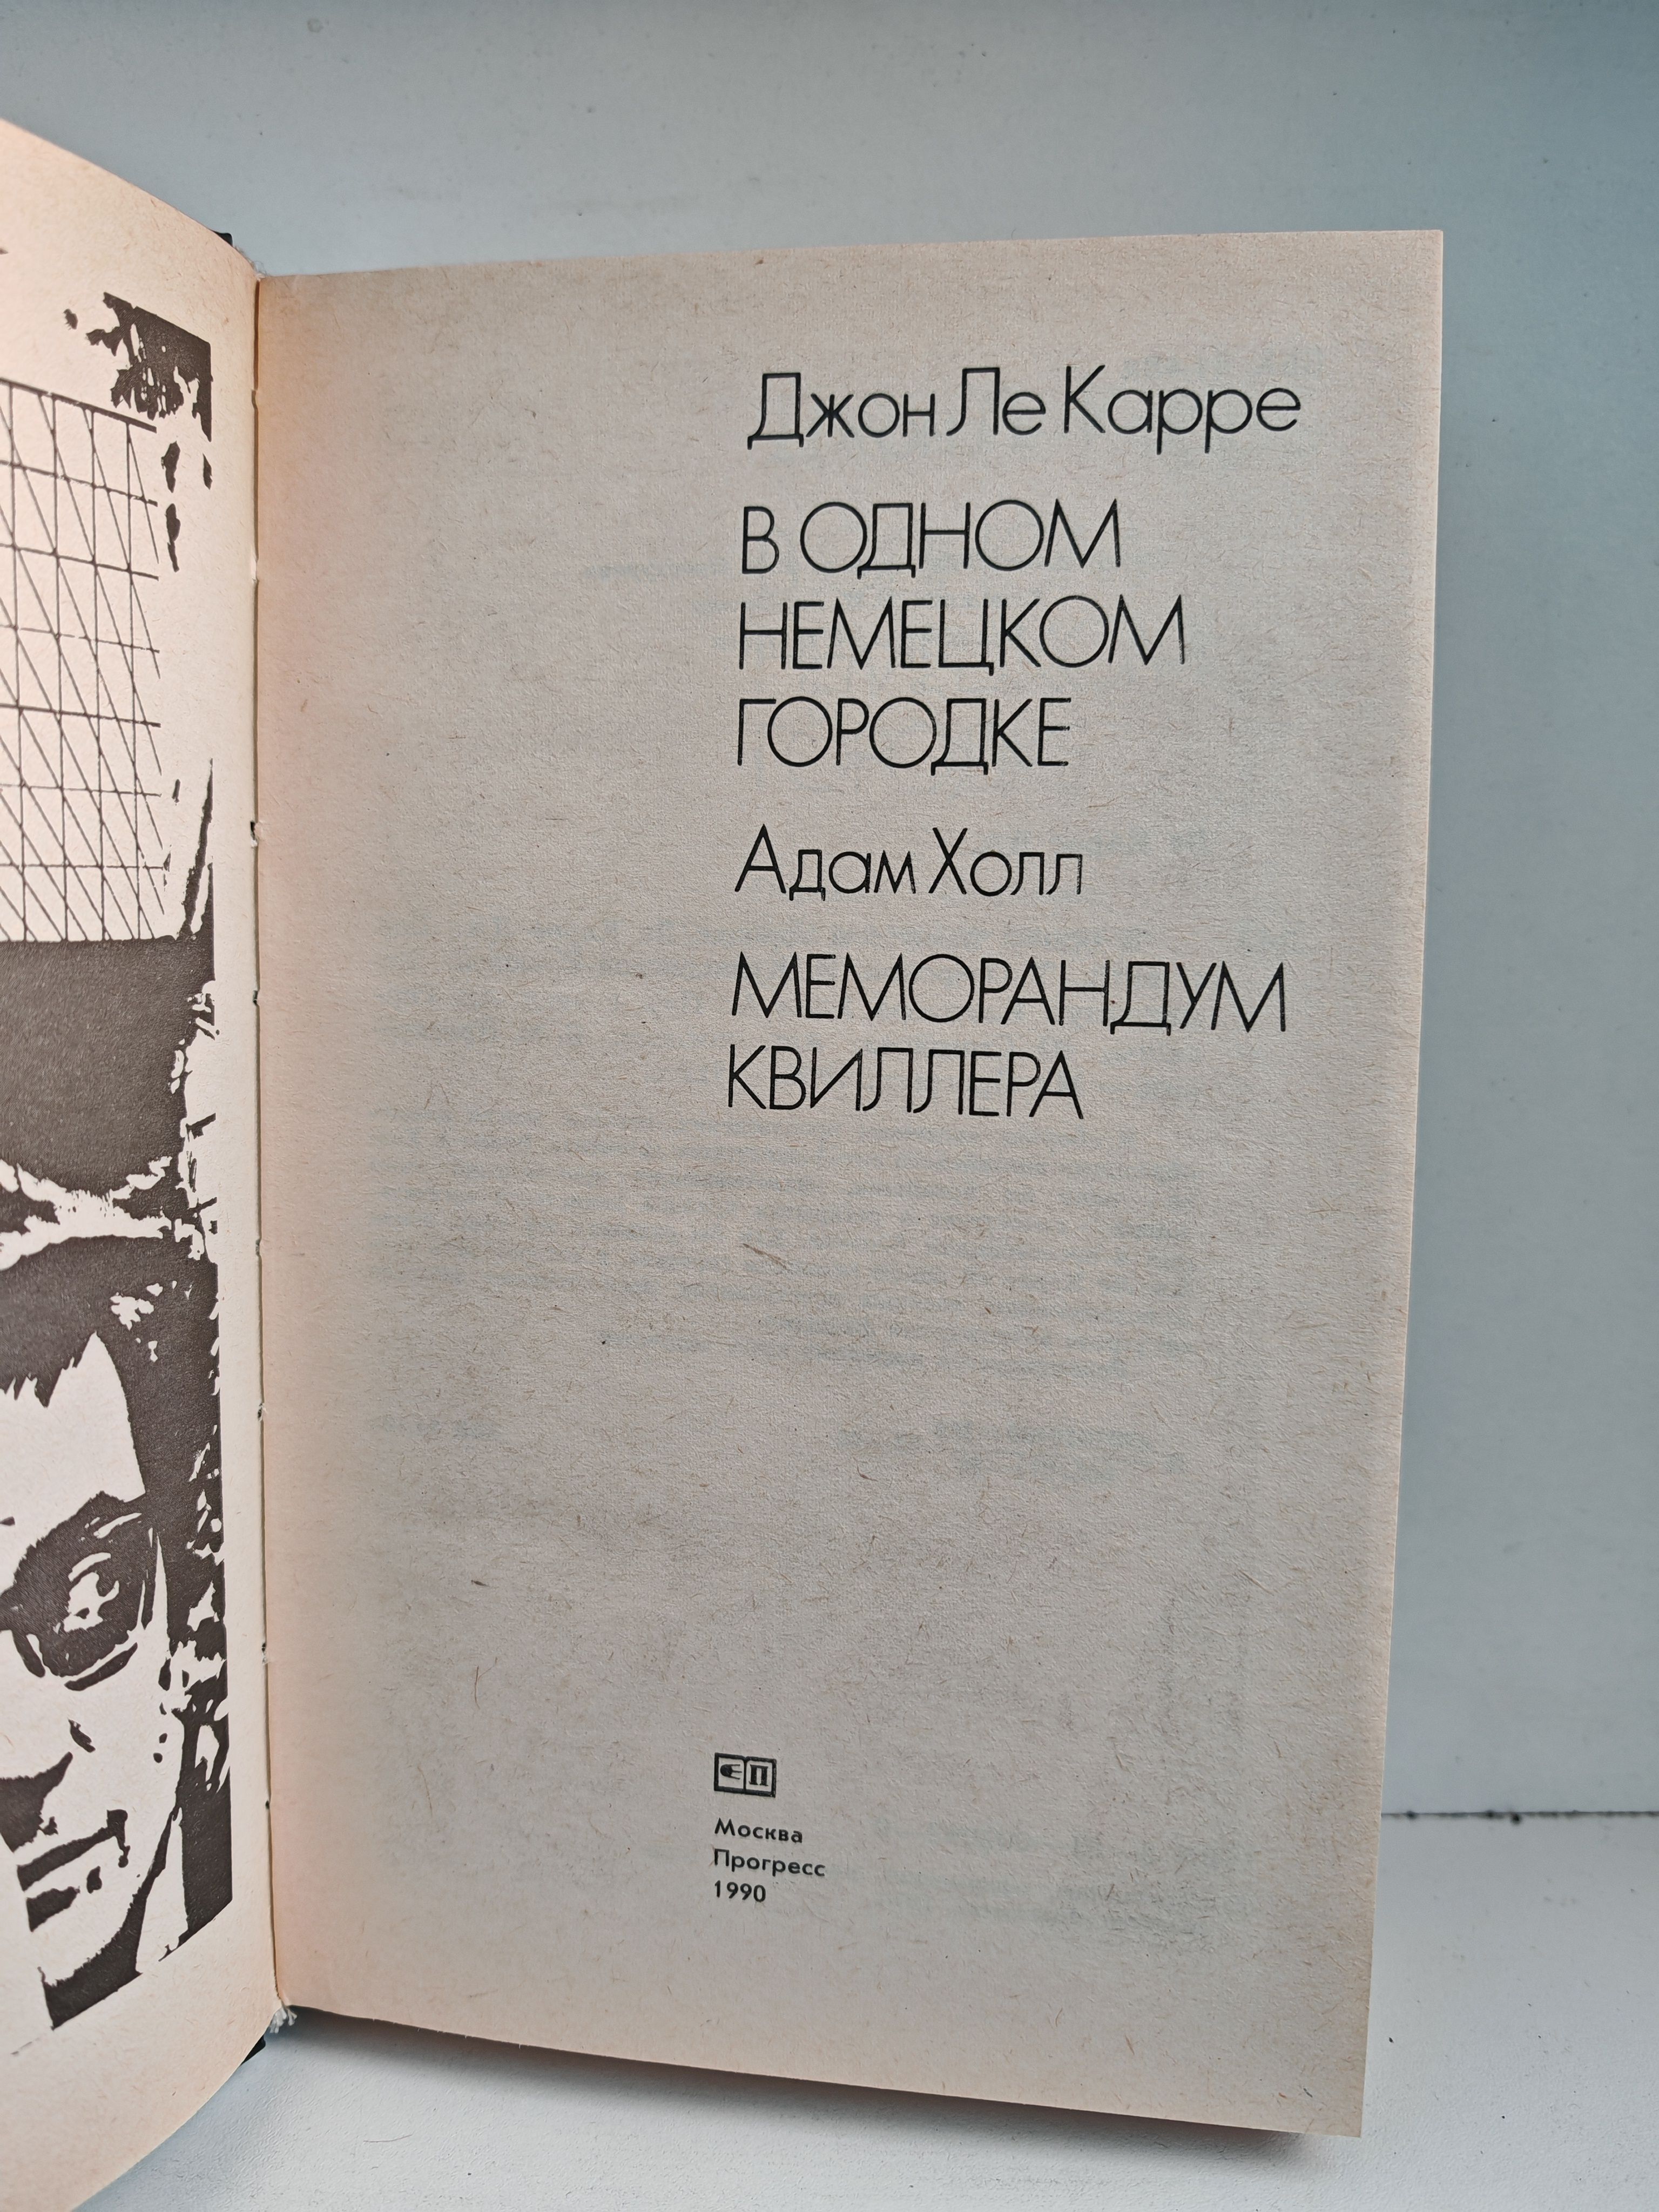 Джон Ле Карре
В ОДНОМ
НЕМЕЦКОМ
ГОРОДКЕ
Адам Холл
МЕМОРАНДУМ
КВИЛЛЕРА
П
Москва
Прогресс
1990